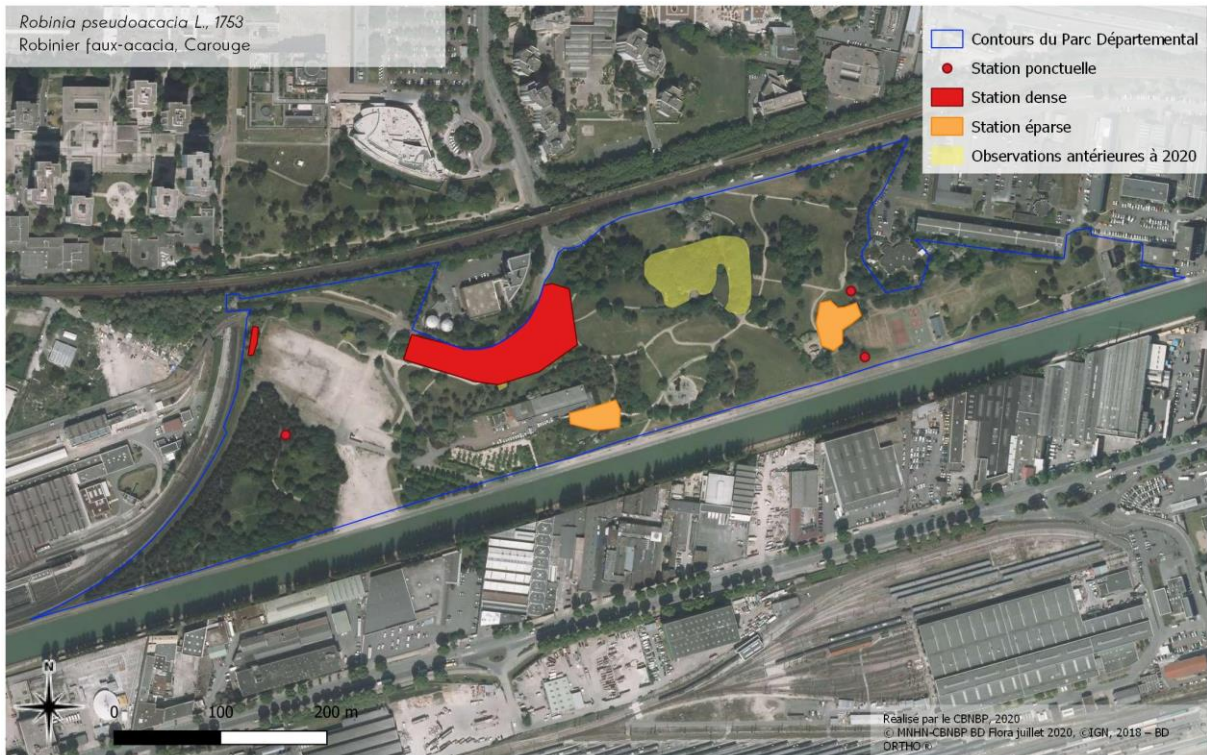 Robinia pseudoacacia L., 1753
Robinier faux-acacia, Carouge
Contours du Parc Départemental
Station ponctuelle
Station dense
Station éparse
Observations antérieures à 2020
N
0 100 200 m
Réalisé par le CBNBP, 2020
© MNHN-CBNBP BD Flora juillet 2020, ©IGN, 2018 – BD
ORTHO ®